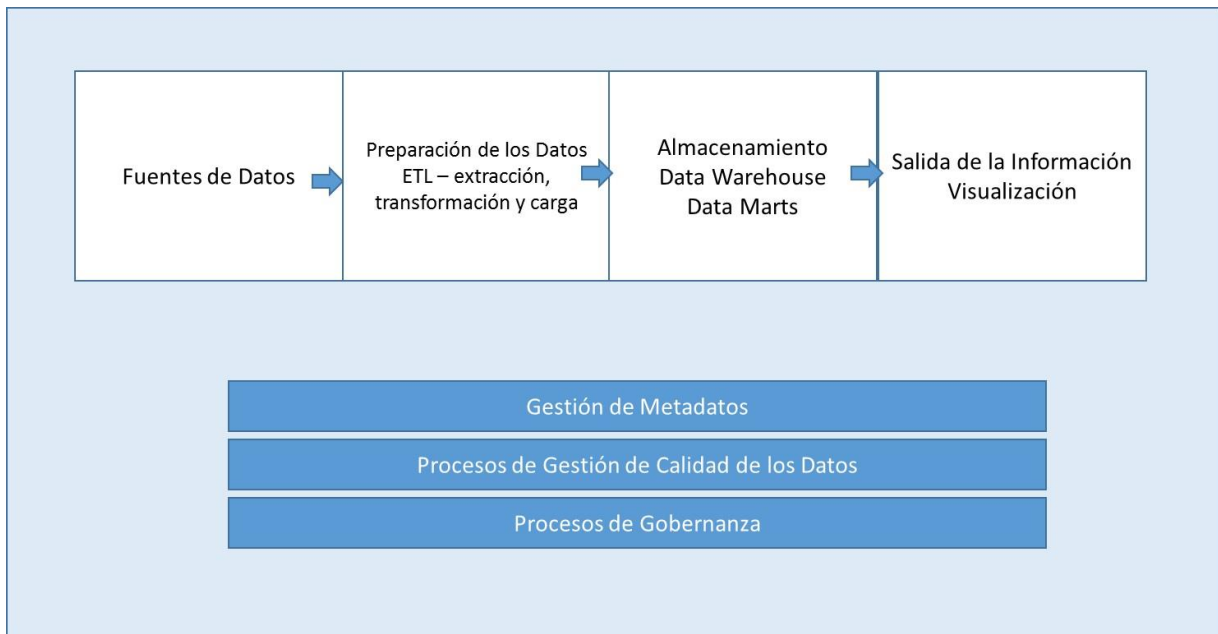 Fuentes de Datos
Preparación de los Datos
ETL – extracción,
transformación y carga
Almacenamiento
Data Warehouse
Data Marts
Salida de la Información
Visualización
Gestión de Metadatos
Procesos de Gestión de Calidad de los Datos
Procesos de Gobernanza